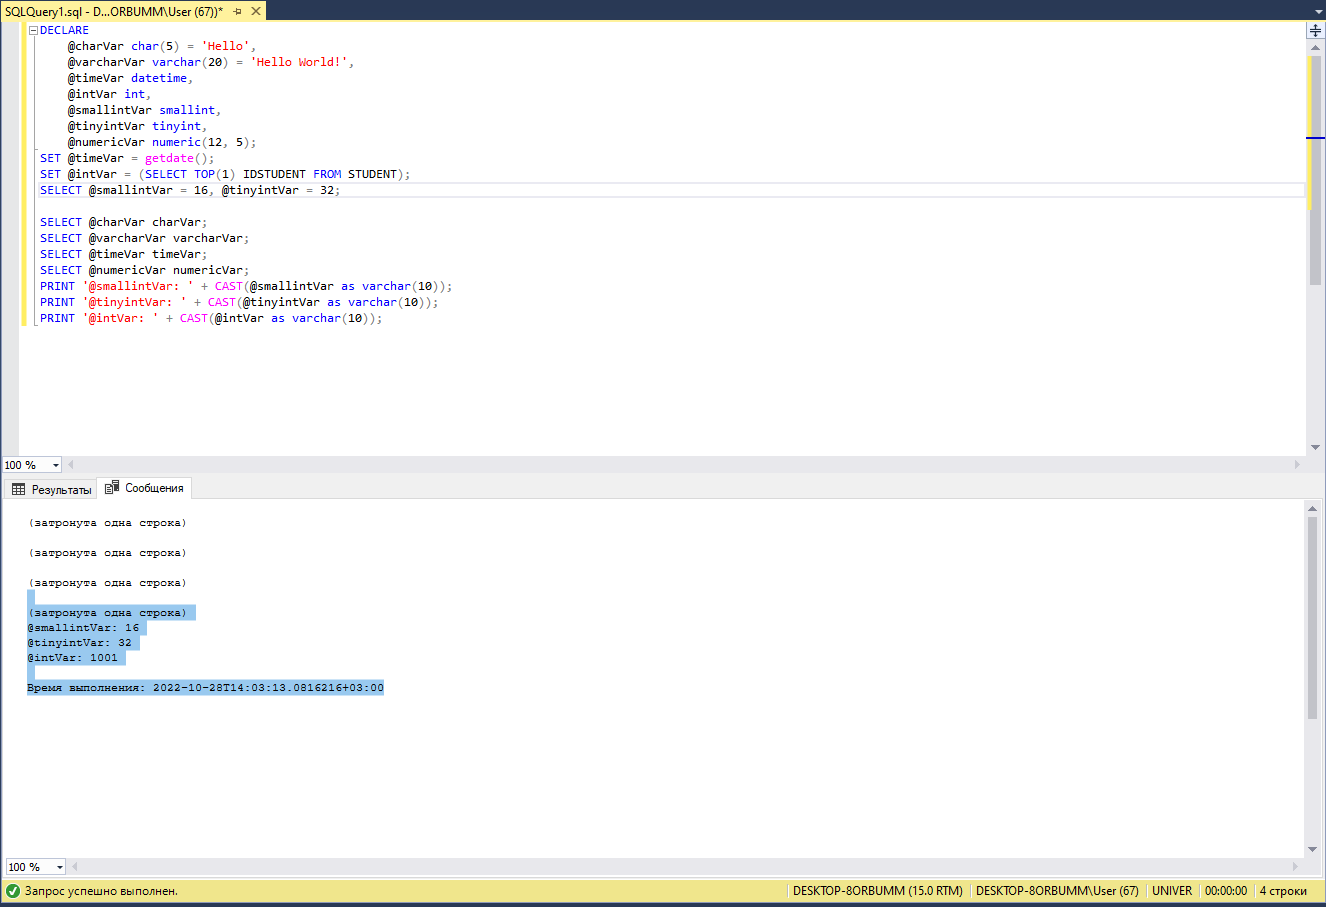 SQLQuery1.sql - D...ORBUMM\User (67))*
DECLARE
@charVar char(5) = 'Hello',
@varcharVar varchar(20) = 'Hello World!',
@timeVar datetime,
@intVar int,
@smallintVar smallint,
@tinyintVar tinyint,
@numericVar numeric(12, 5);
SET @timeVar = getdate();
SET @intVar = (SELECT TOP(1) IDSTUDENT FROM STUDENT);
SELECT @smallintVar = 16, @tinyintVar = 32;
SELECT @charVar charVar;
SELECT @varcharVar varcharVar;
SELECT @timeVar timeVar;
SELECT @numericVar numericVar;
PRINT '@smallintVar: ' + CAST(@smallintVar as varchar(10));
PRINT '@tinyintVar: ' + CAST(@tinyintVar as varchar(10));
PRINT '@intVar: ' + CAST(@intVar as varchar(10));
100 %
Результаты Сообщения
(затронута одна строка)
(затронута одна строка)
(затронута одна строка)
(затронута одна строка)
@smallintVar: 16
@tinyintVar: 32
@intVar: 1001
Время выполнения: 2022-10-28T14:03:13.0816216+03:00
100 %
Запрос успешно выполнен. DESKTOP-8ORBUMM (15.0 RTM) DESKTOP-8ORBUMM\User (67) UNIVER 00:00:00 4 строки